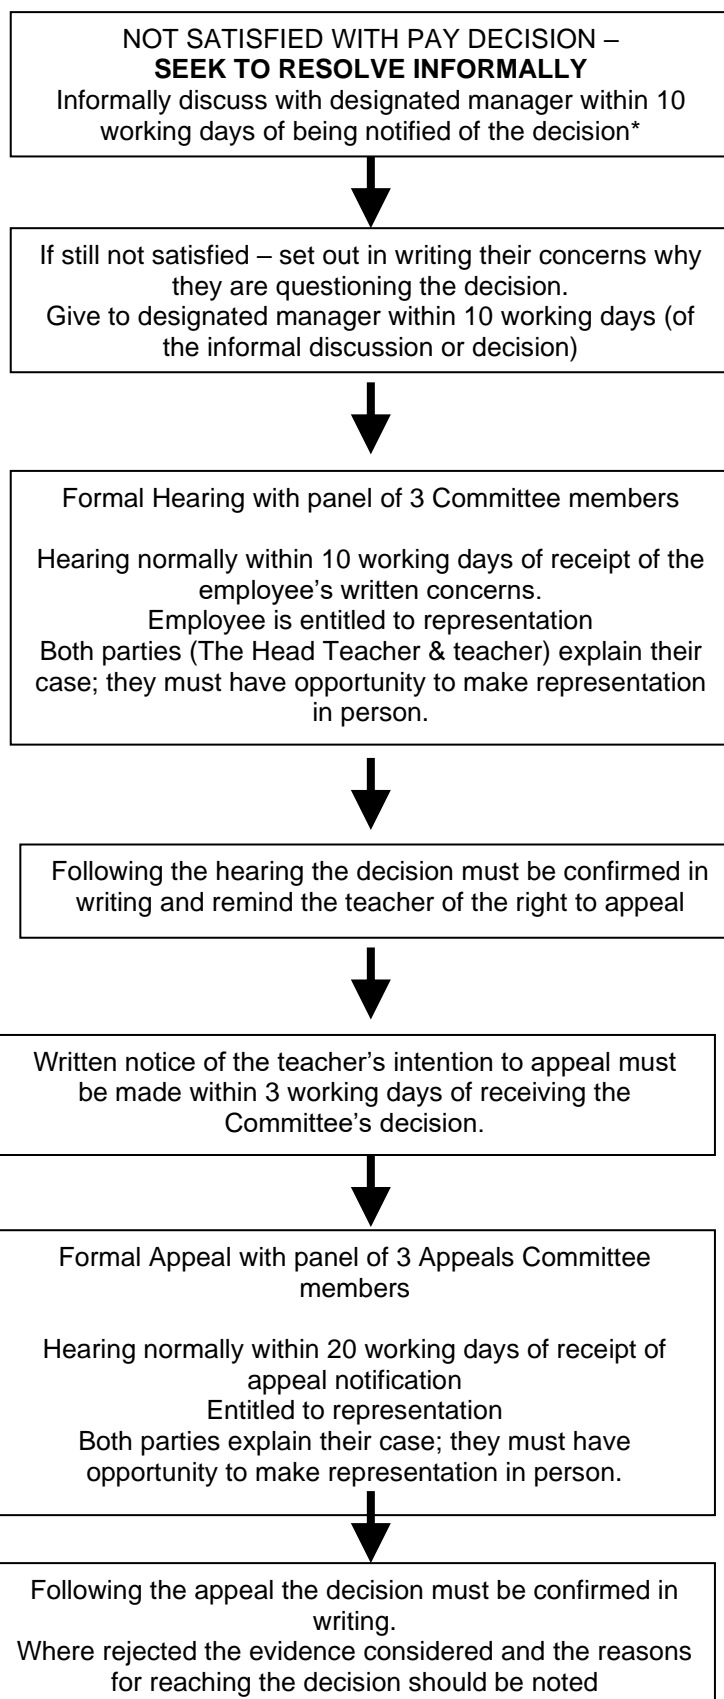 NOT SATISFIED WITH PAY DECISION –
SEEK TO RESOLVE INFORMALLY
Informally discuss with designated manager within 10
working days of being notified of the decision*
If still not satisfied – set out in writing their concerns why
they are questioning the decision.
Give to designated manager within 10 working days (of
the informal discussion or decision)
Formal Hearing with panel of 3 Committee members
Hearing normally within 10 working days of receipt of the
employee's written concerns.
Employee is entitled to representation
Both parties (The Head Teacher & teacher) explain their
case; they must have opportunity to make representation
in person.
Following the hearing the decision must be confirmed in
writing and remind the teacher of the right to appeal
Written notice of the teacher's intention to appeal must
be made within 3 working days of receiving the
Committee's decision.
Formal Appeal with panel of 3 Appeals Committee
members
Hearing normally within 20 working days of receipt of
appeal notification
Entitled to representation
Both parties explain their case; they must have
opportunity to make representation in person.
Following the appeal the decision must be confirmed in
writing.
Where rejected the evidence considered and the reasons
for reaching the decision should be noted